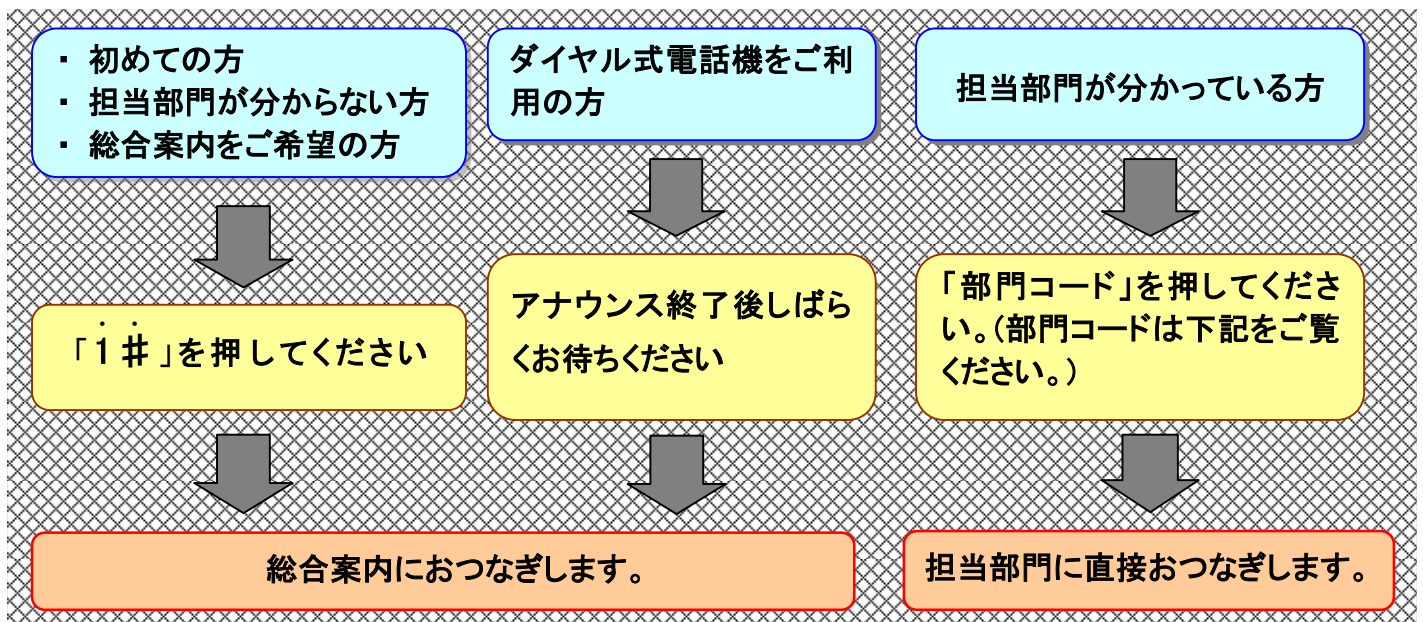 ・ 初めての方
・ 担当部門が分からない方
・ 総合案内をご希望の方
ダイヤル式電話機をご利
用の方
担当部門が分かっている方
「1♯」を押してください
アナウンス終了後しばら
くお待ちください
「部門コード」を押してくださ
い。(部門コードは下記をご覧
ください。)
総合案内におつなぎします。
担当部門に直接おつなぎします。